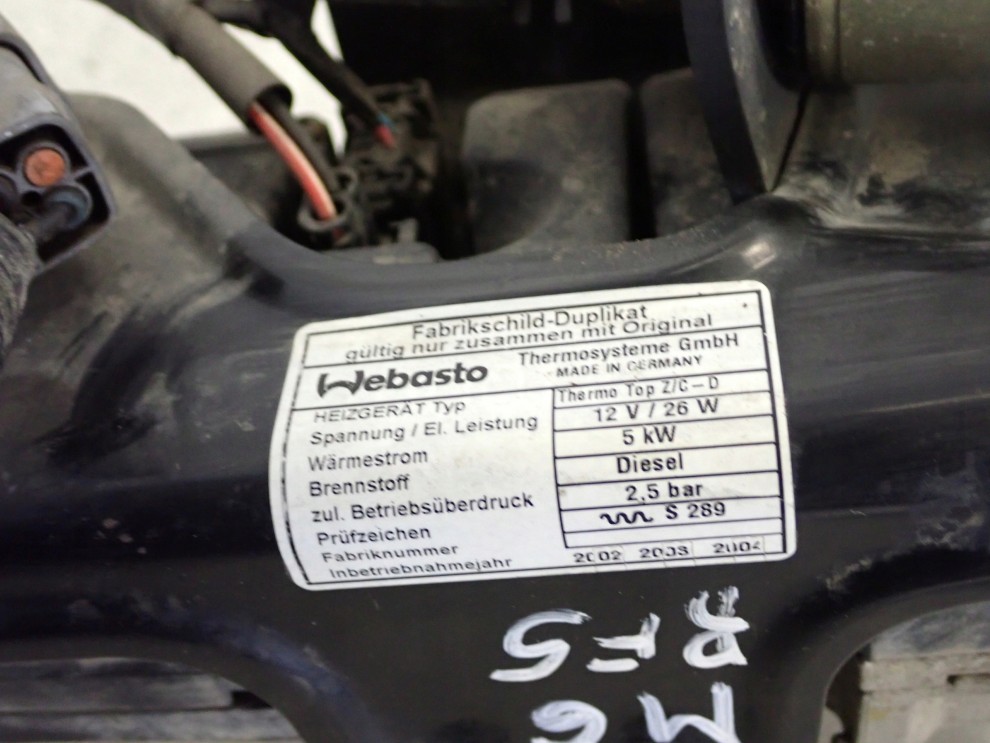 Fabrikschild-Duplikat
gültig nur zusammen mit Original
Webasto Thermosysteme GmbH
MADE IN GERMANY
HEIZGERÄT Typ Thermo Top Z/C-D
Spannung / El. Leistung 12 V / 26 W
Wärmestrom 5 kW
Brennstoff Diesel
zul. Betriebsüberdruck 2,5 bar
Prüfzeichen S 289
Fabriknummer
Inbetriebnahmejahr 2002 2003 2004
RF5
M6